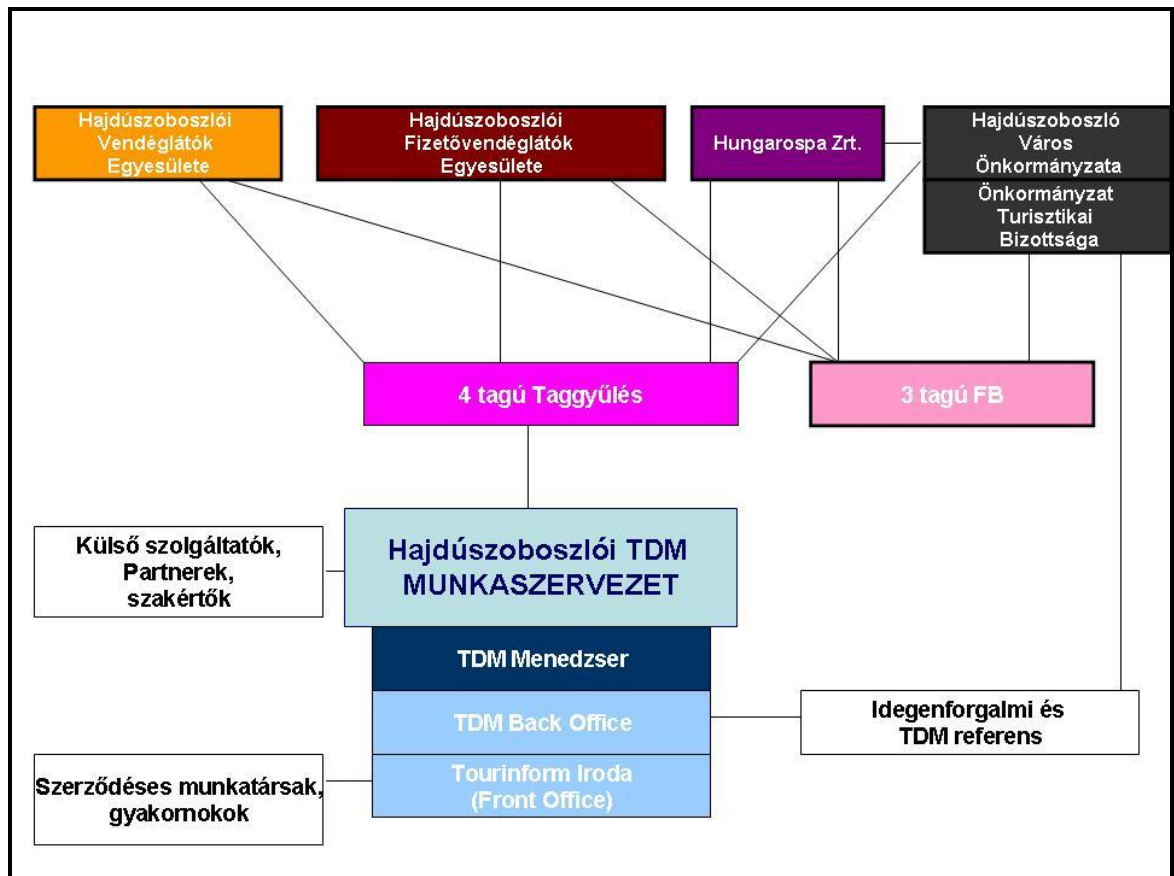 Hajdúszoboszlói
Vendéglátók
Egyesülete
Hajdúszoboszlói
Fizetővendéglátók
Egyesülete
Hungarospa Zrt.
Hajdúszoboszló
Város
Önkormányzata
Önkormányzat
Turisztikai
Bizottsága
4 tagú Taggyűlés
3 tagú FB
Külső szolgáltatók,
Partnerek,
szakértők
Hajdúszoboszlói TDM
MUNKASZERVEZET
TDM Menedzser
TDM Back Office
Idegenforgalmi és
TDM referens
Szerződéses munkatársak,
gyakornokok
Tourinform Iroda
(Front Office)